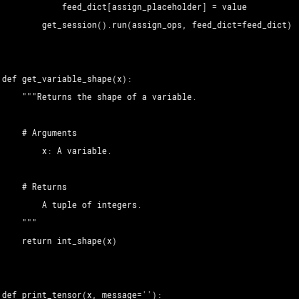 feed_dict[assign_placeholder] = value
get_session().run(assign_ops, feed_dict=feed_dict)
def get_variable_shape(x):
"""Returns the shape of a variable.
# Arguments
x: A variable.
# Returns
A tuple of integers.
"""
return int_shape(x)
def print_tensor(x, message=''):